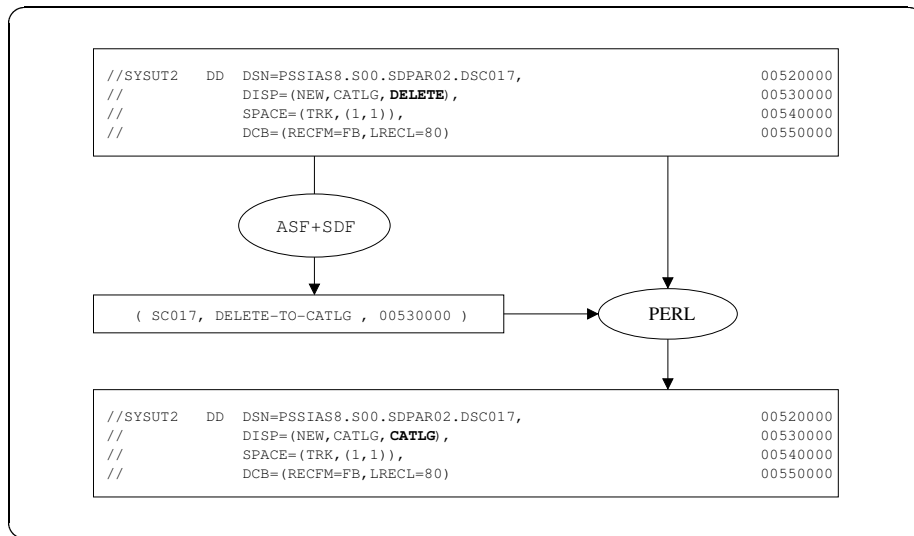 //SYSUT2   DD  DSN=PSSIAS8.S00.SDPAR02.DSC017,                              00520000
//             DISP=(NEW,CATLG,DELETE),                                     00530000
//             SPACE=(TRK,(1,1)),                                           00540000
//             DCB=(RECFM=FB,LRECL=80)                                      00550000
ASF+SDF
( SC017, DELETE-TO-CATLG , 00530000 )
PERL
//SYSUT2   DD  DSN=PSSIAS8.S00.SDPAR02.DSC017,                              00520000
//             DISP=(NEW,CATLG,CATLG),                                      00530000
//             SPACE=(TRK,(1,1)),                                           00540000
//             DCB=(RECFM=FB,LRECL=80)                                      00550000